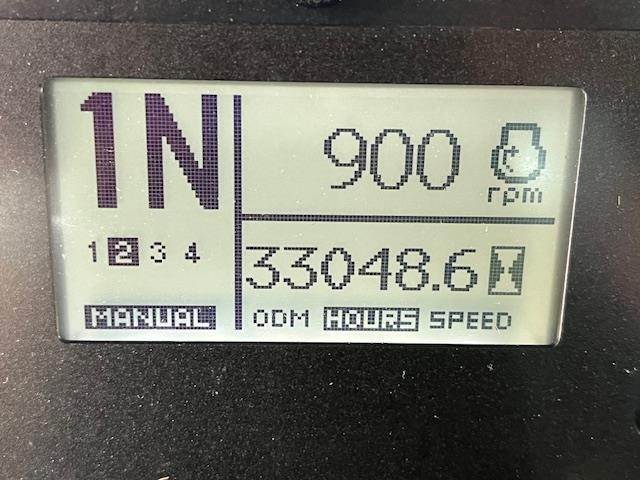 1N
900
rpm
1 2 3 4
33048.6
MANUAL
ODM HOURS SPEED